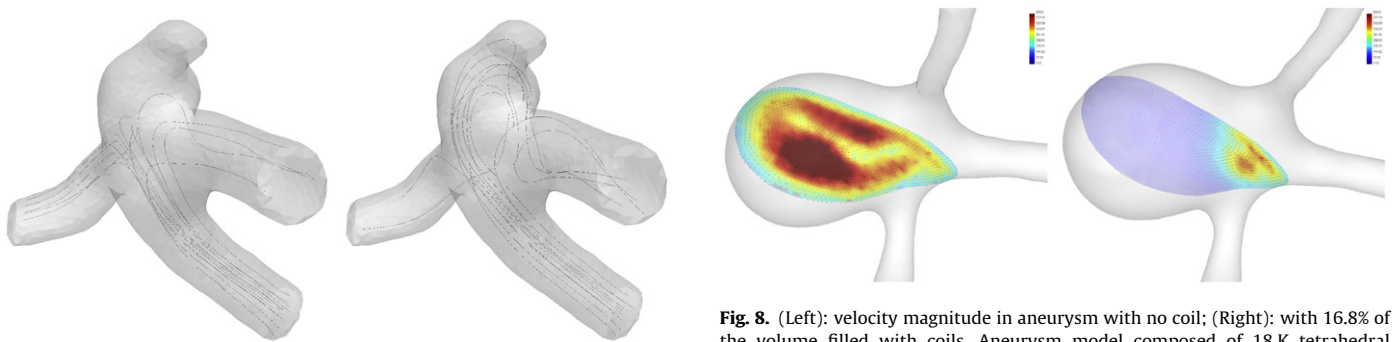 Fig. 8. (Left): velocity magnitude in aneurysm with no coil; (Right): with 16.8% of
the volume filled with coils. Aneurysm model composed of 18 K tetrahedral